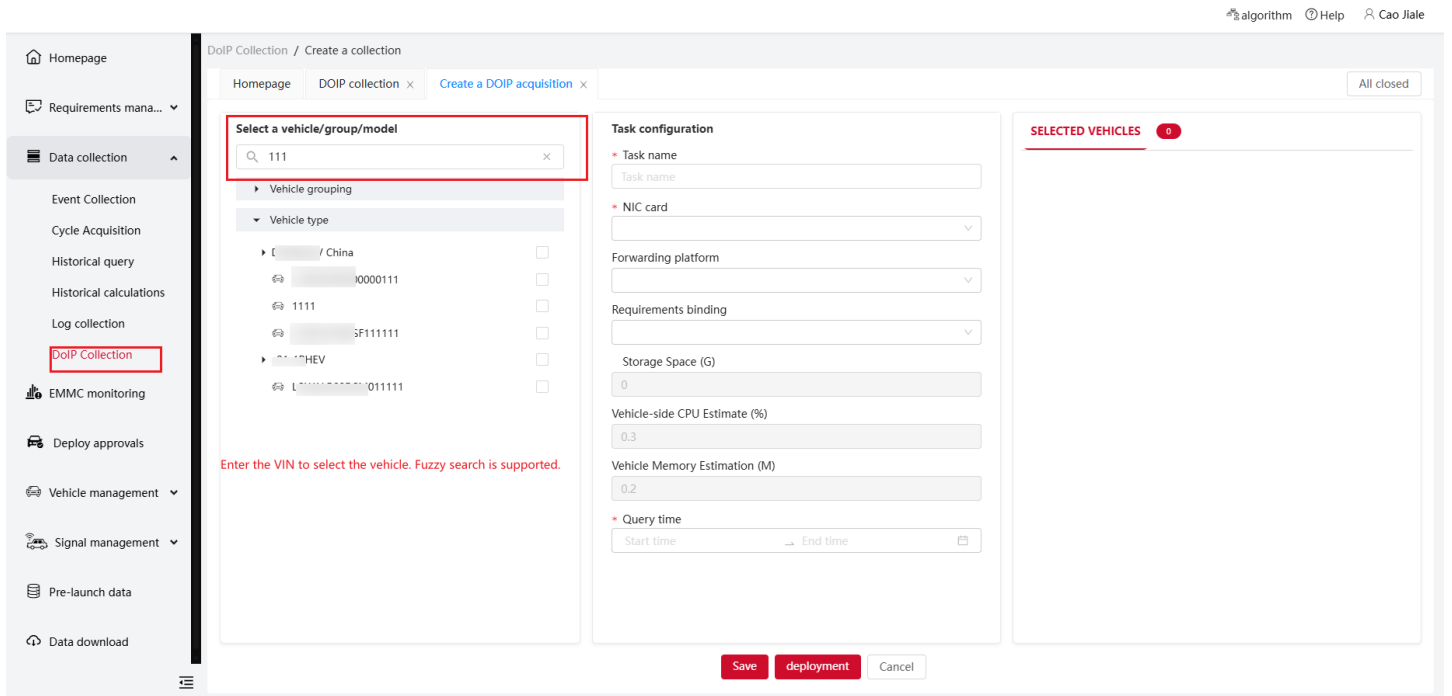 algorithm Help Cao Jiale
Homepage
Requirements mana...
Data collection
Event Collection
Cycle Acquisition
Historical query
Historical calculations
Log collection
DoIP Collection
EMMC monitoring
Deploy approvals
Vehicle management
Signal management
Pre-launch data
Data download
DoIP Collection / Create a collection
Homepage DOIP collection × Create a DOIP acquisition × All closed
Select a vehicle/group/model
111
Vehicle grouping
Vehicle type
/ China
0000111
1111
SF111111
HEV
011111
Enter the VIN to select the vehicle. Fuzzy search is supported.
Task configuration
* Task name
Task name
* NIC card
Forwarding platform
Requirements binding
Storage Space (G)
0
Vehicle-side CPU Estimate (%)
0.3
Vehicle Memory Estimation (M)
0.2
* Query time
Start time → End time
SELECTED VEHICLES 0
Save deployment Cancel